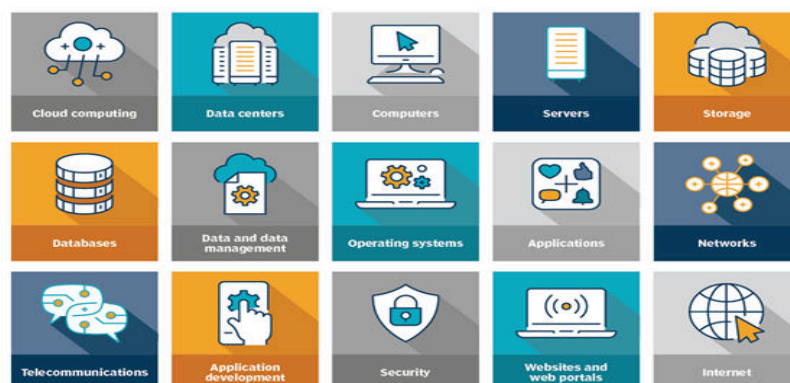 Cloud computing
Data centers
Computers
Servers
Storage
Databases
Data and data
management
Operating systems
Applications
Networks
Telecommunications
Application
development
Security
Websites and
web portals
Internet